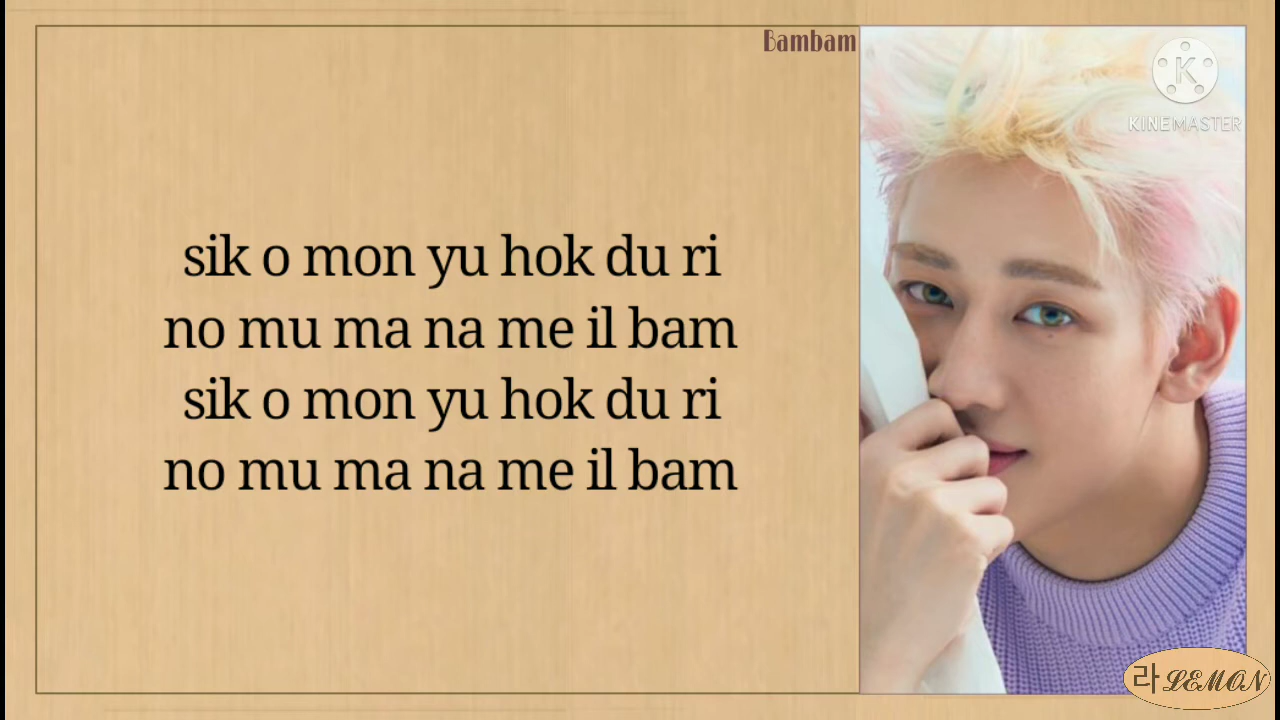 Bambam
K
KINEMASTER
sik o mon yu hok du ri
no mu ma na me il bam
sik o mon yu hok du ri
no mu ma na me il bam
라 LEMON